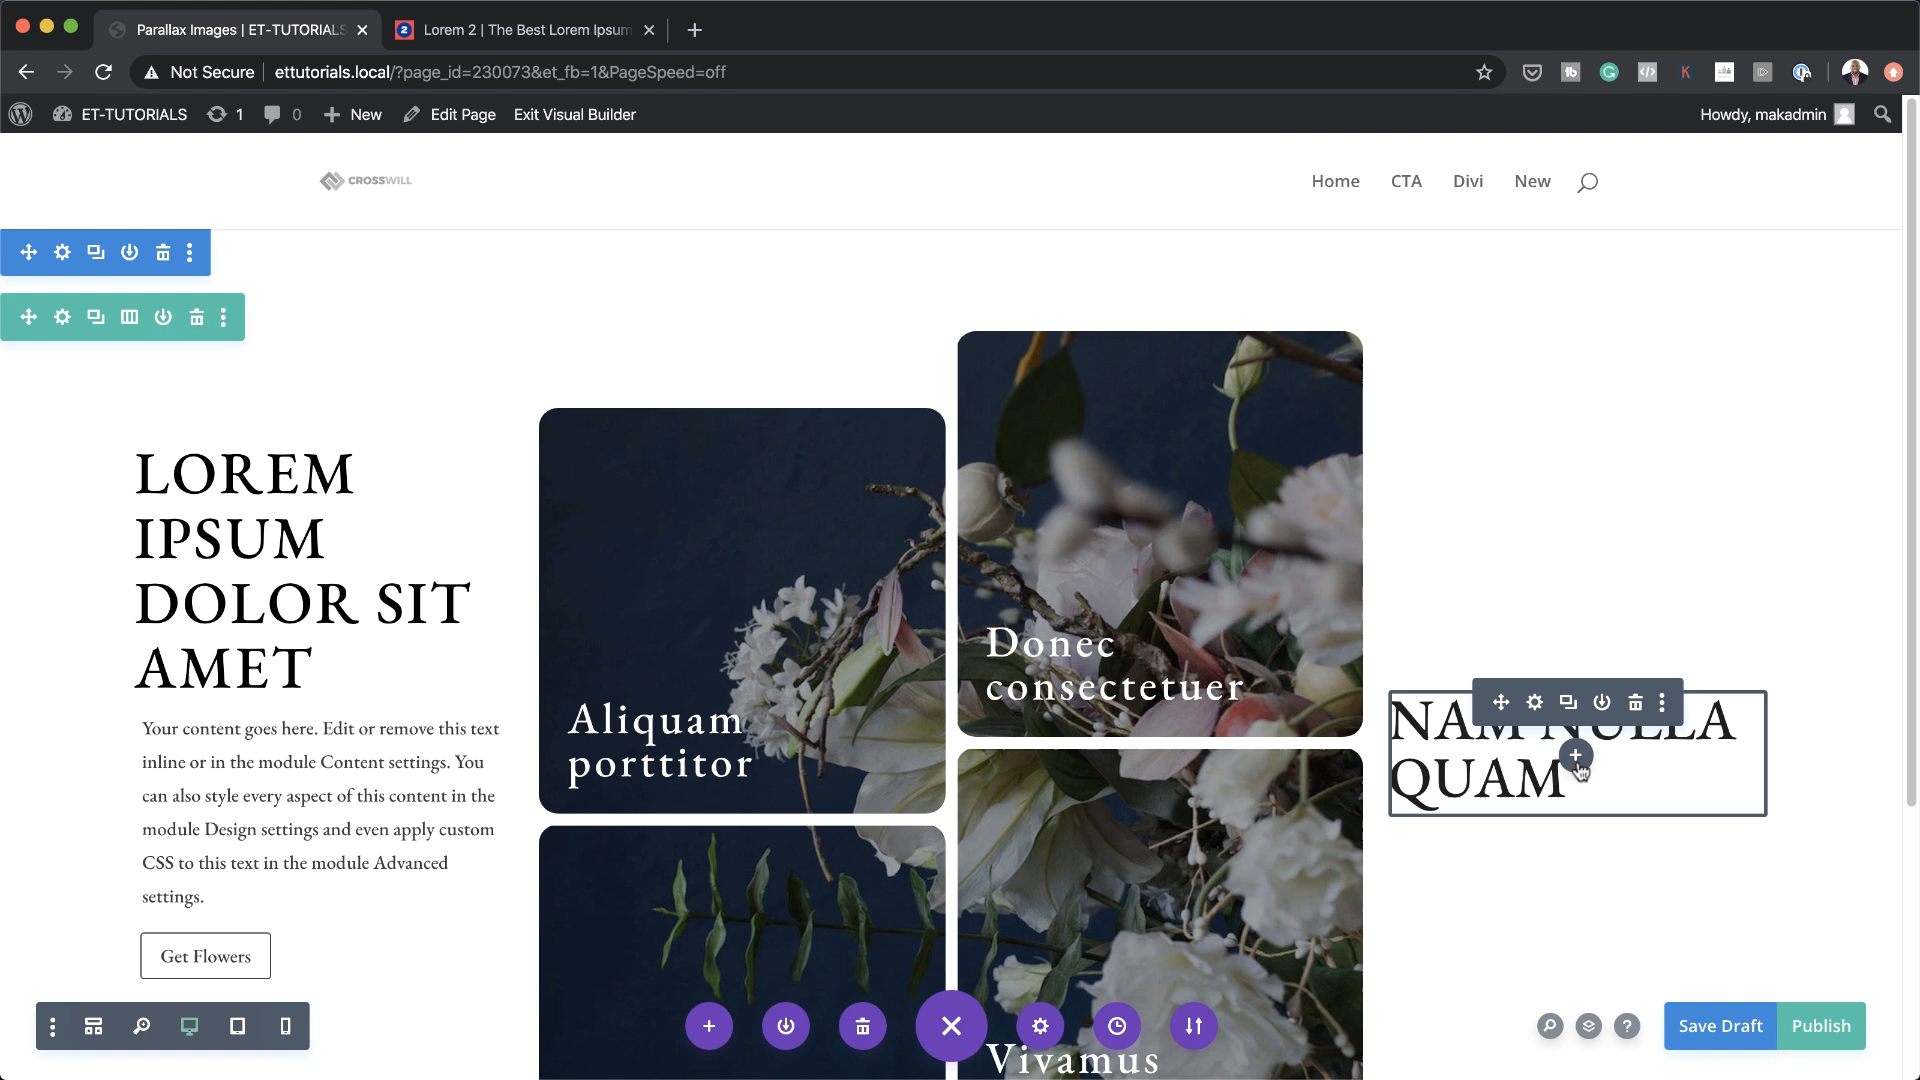 Parallax Images | ET-TUTORIALS
2
Lorem 2 | The Best Lorem Ipsum
Not Secure
ettutorials.local/?page_id=230073&et_fb=1&PageSpeed=off
ET-TUTORIALS
1
0
New
Edit Page
Exit Visual Builder
Howdy, makadmin
CROSSWILL
Home
CTA
Divi
New
LOREM
IPSUM
DOLOR SIT
AMET
Your content goes here. Edit or remove this text
inline or in the module Content settings. You
can also style every aspect of this content in the
module Design settings and even apply custom
CSS to this text in the module Advanced
settings.
Get Flowers
Aliquam
porttitor
Donec
consectetuer
Vivamus
NAM NULLA
QUAM
Save Draft
Publish